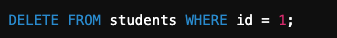 DELETE FROM students WHERE id = 1;